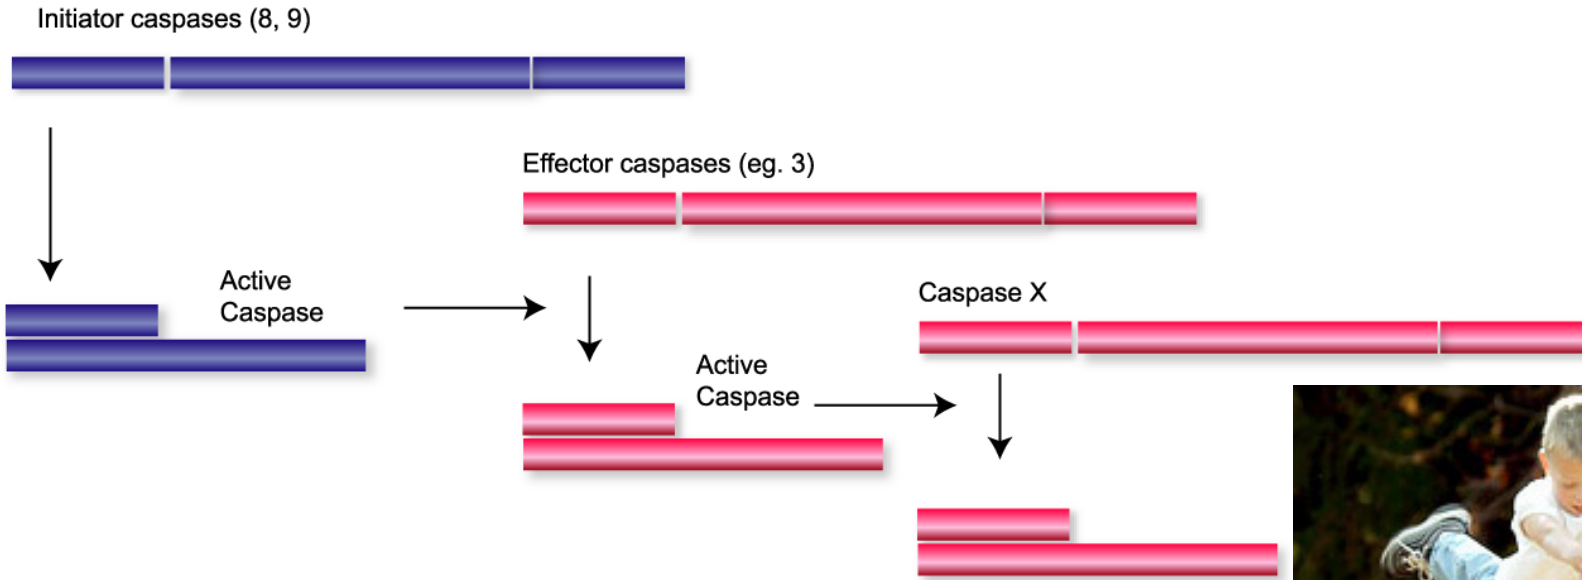 Initiator caspases (8, 9)
Effector caspases (eg. 3)
Active
Caspase
Caspase X
Active
Caspase